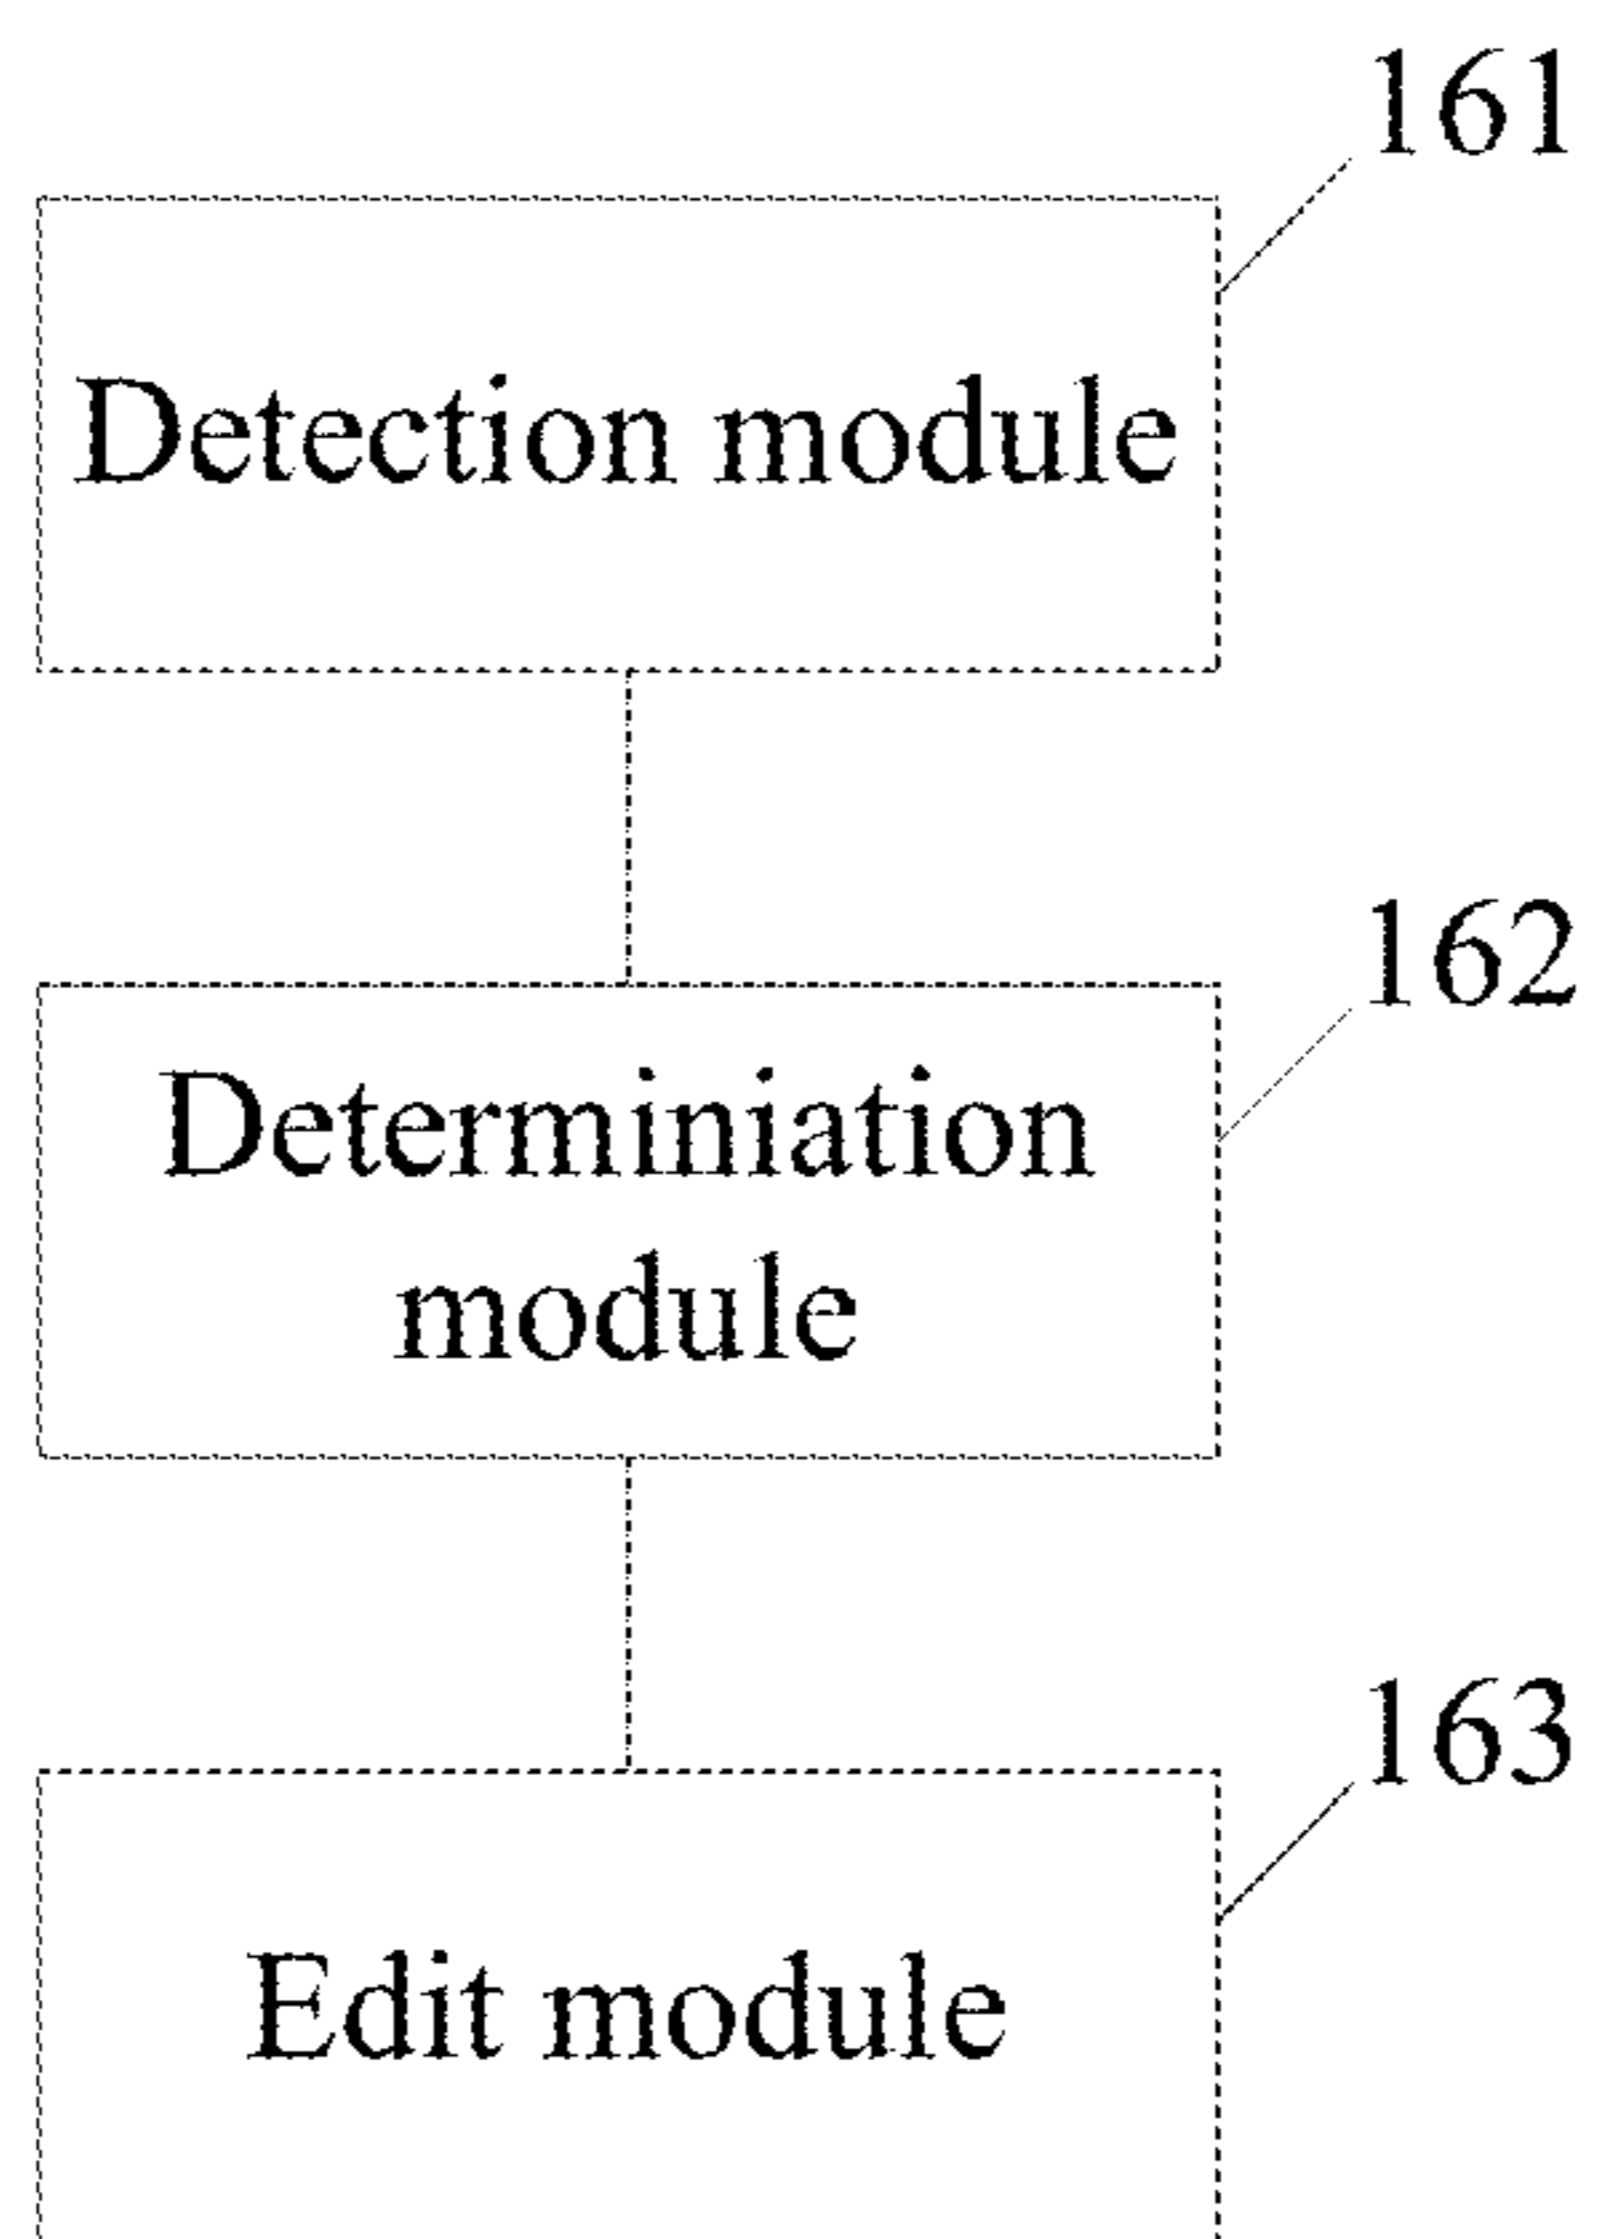 161
Detection module
162
Determiniation
module
163
Edit module